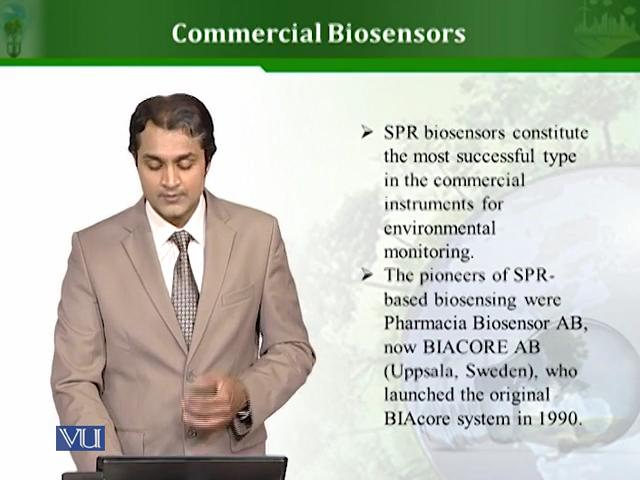 Commercial Biosensors
➢ SPR biosensors constitute
the most successful type
in the commercial
instruments for
environmental
monitoring.
➢ The pioneers of SPR-
based biosensing were
Pharmacia Biosensor AB,
now BIACORE AB
(Uppsala, Sweden), who
launched the original
BIAcore system in 1990.
VU